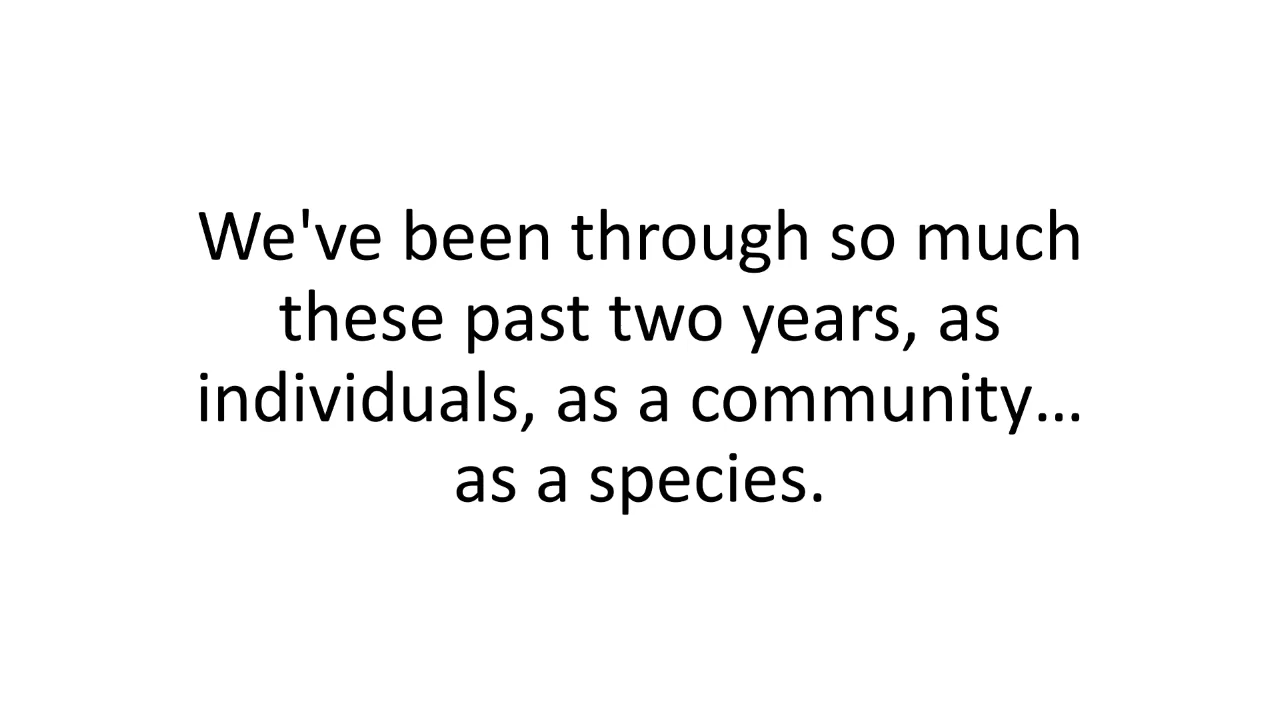 We've been through so much
these past two years, as
individuals, as a community…
as a species.